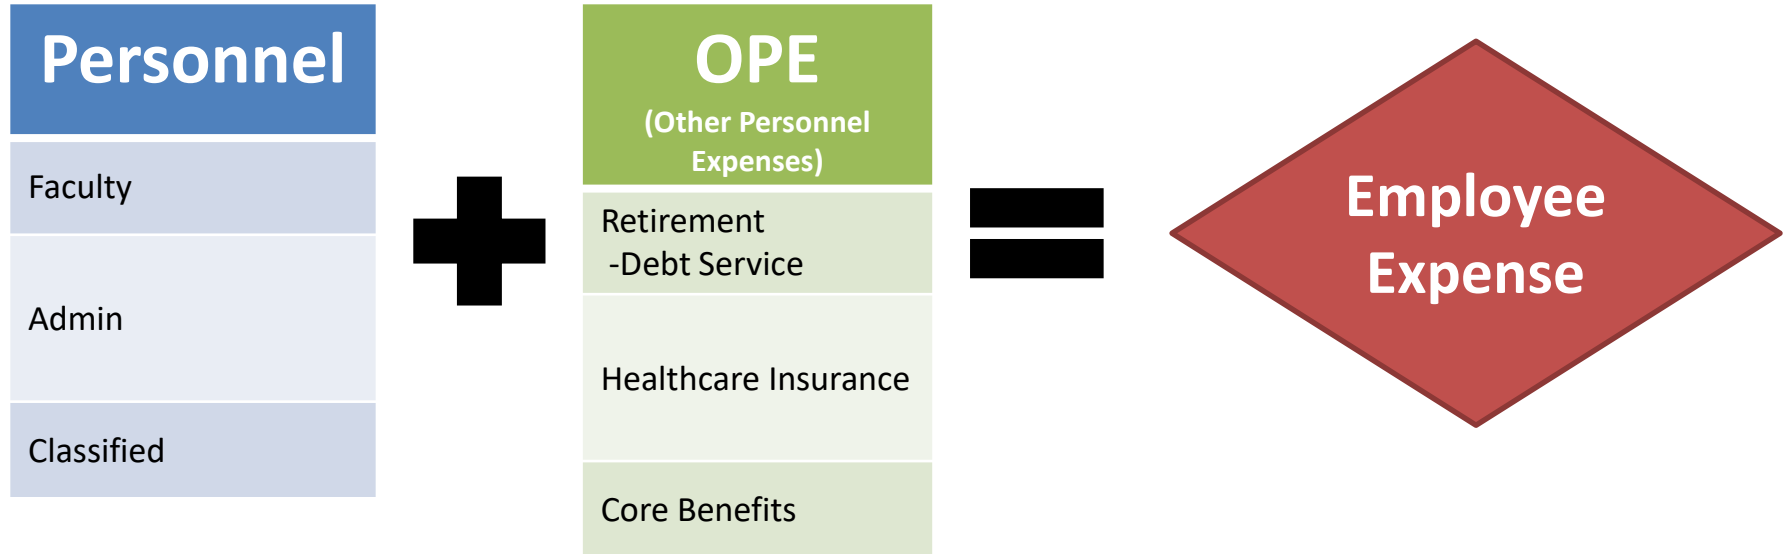 Personnel
Faculty
Admin
Classified
OPE
(Other Personnel
Expenses)
Retirement
-Debt Service
Healthcare Insurance
Core Benefits
Employee
Expense